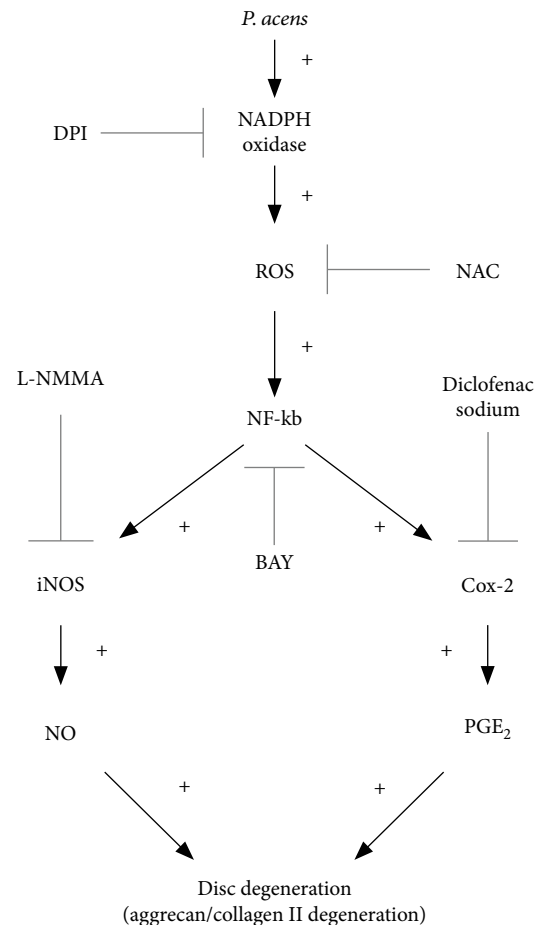 P. acens
+
NADPH
oxidase
DPI
+
ROS
NAC
+
L-NMMA
Diclofenac
sodium
NF-kb
+
+
BAY
iNOS
Cox-2
+
+
NO
PGE₂
+
+
Disc degeneration
(aggrecan/collagen II degeneration)